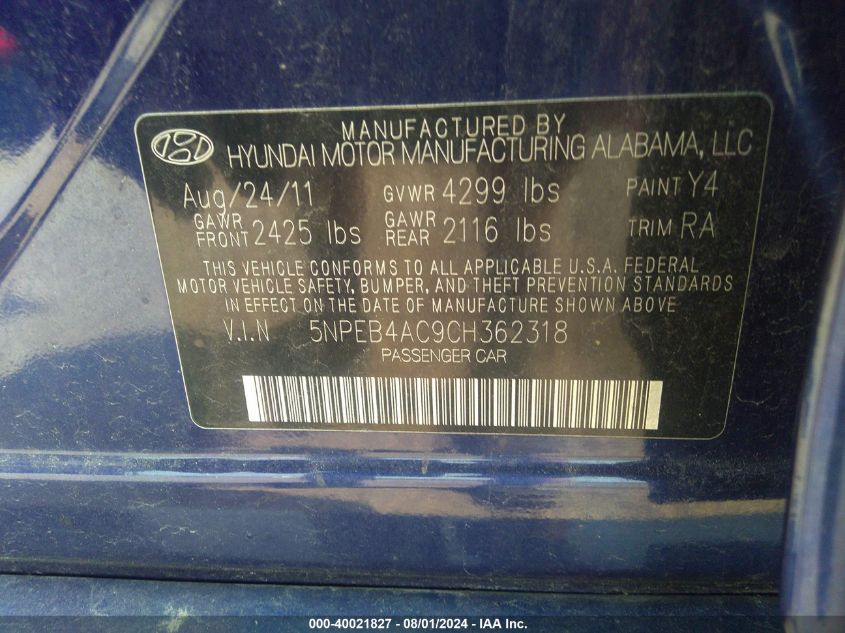 MANUFACTURED BY
HYUNDAI MOTOR MANUFACTURING ALABAMA, LLC
Aug/24/11 GVWR 4299 lbs PAINT Y4
GAWR FRONT 2425 lbs GAWR REAR 2116 lbs TRIM RA
THIS VEHICLE CONFORMS TO ALL APPLICABLE U.S.A. FEDERAL
MOTOR VEHICLE SAFETY, BUMPER, AND THEFT PREVENTION STANDARDS
IN EFFECT ON THE DATE OF MANUFACTURE SHOWN ABOVE
V.I.N 5NPEB4AC9CH362318
PASSENGER CAR
000-40021827 - 08/01/2024 - IAA Inc.